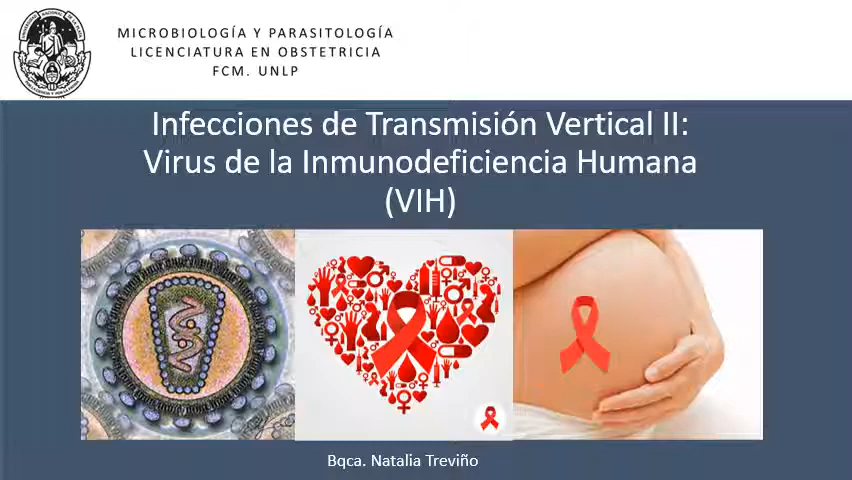 MICROBIOLOGÍA Y PARASITOLOGÍA
LICENCIATURA EN OBSTETRICIA
FCM. UNLP
Infecciones de Transmisión Vertical II:
Virus de la Inmunodeficiencia Humana
(VIH)
Bqca. Natalia Treviño